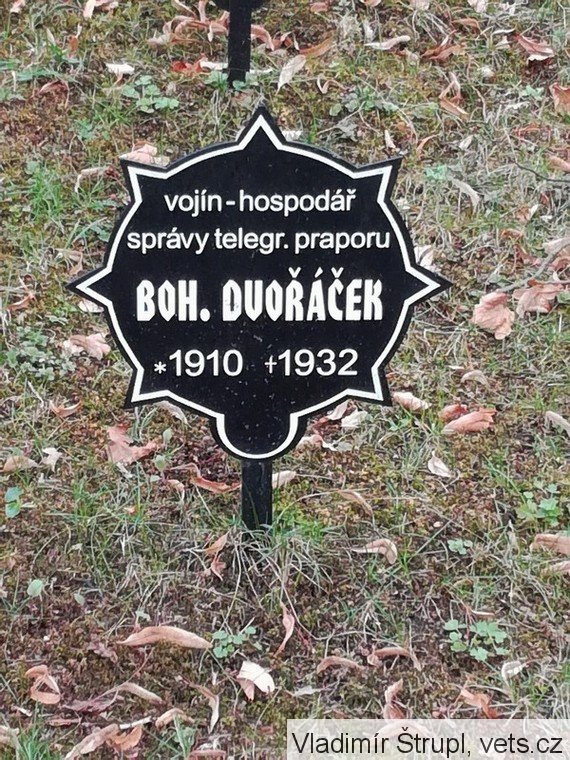 vojín-hospodář
správy telegr. praporu
BOH. DVOŘÁČEK
*1910 †1932
Vladimír Štrupl, vets.cz